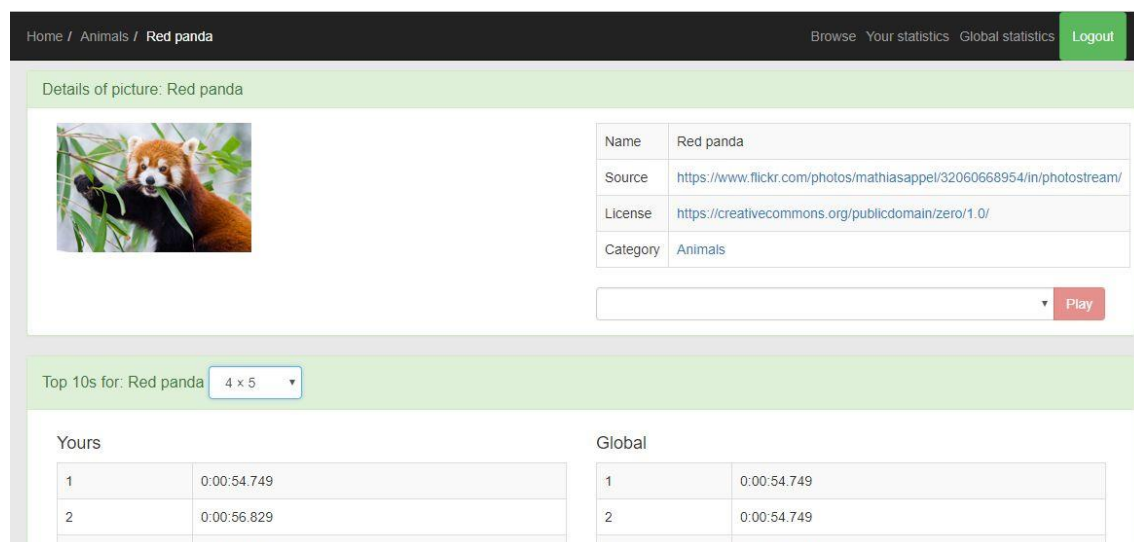 Home / Animals / Red panda Browse Your statistics Global statistics Logout
Details of picture: Red panda
Name Red panda
Source https://www.flickr.com/photos/mathiasappel/32060668954/in/photostream/
License https://creativecommons.org/publicdomain/zero/1.0/
Category Animals
Play
Top 10s for: Red panda 4 × 5
Yours
1 0:00:54.749
2 0:00:56.829
Global
1 0:00:54.749
2 0:00:54.749